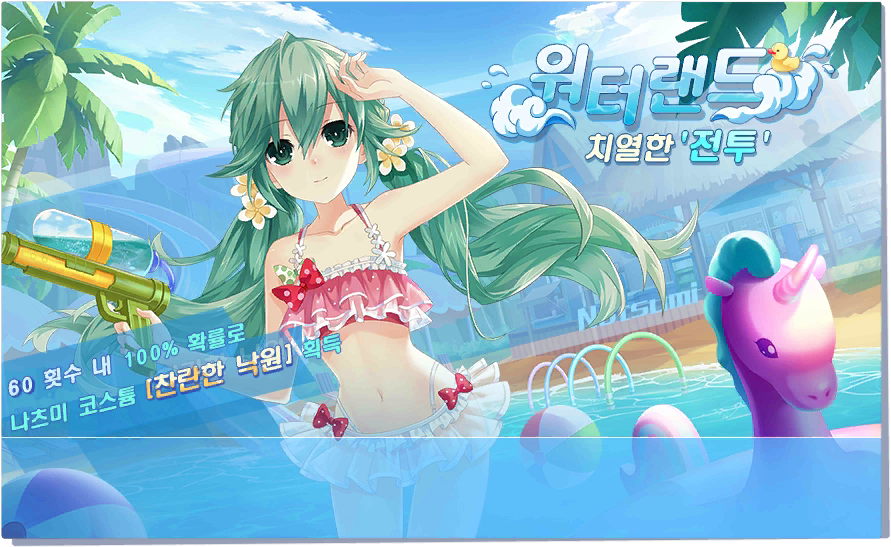 워터랜드
치열한 '전투'
Natsumi
60 횟수 내 100% 확률로
나츠미 코스튬 [찬란한 낙원] 획득